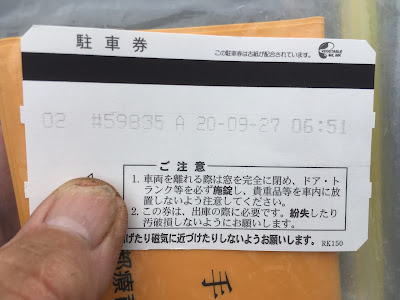 駐車券
この駐車券は古紙が配合されています。
02 #59835 A 20-09-27 06:51
ご注意
1. 車両を離れる際は窓を完全に閉め、ドア・ト
ランク等を必ず施錠し、貴重品等を車内に放
置しないよう注意してください。
2. この券は、出庫の際に必要です。紛失したり
汚破損しないようにお願いします。
げたり磁気に近づけたりしないようお願いします。
RK150
手